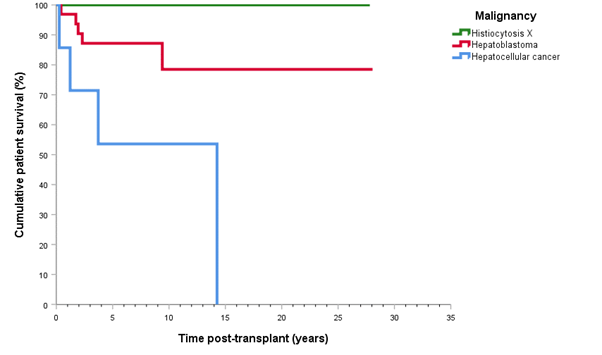 Malignancy
Histiocytosis X
Hepatoblastoma
Hepatocellular cancer
Cumulative patient survival (%)
100
90
80
70
60
50
40
30
20
10
0
0 5 10 15 20 25 30 35
Time post-transplant (years)